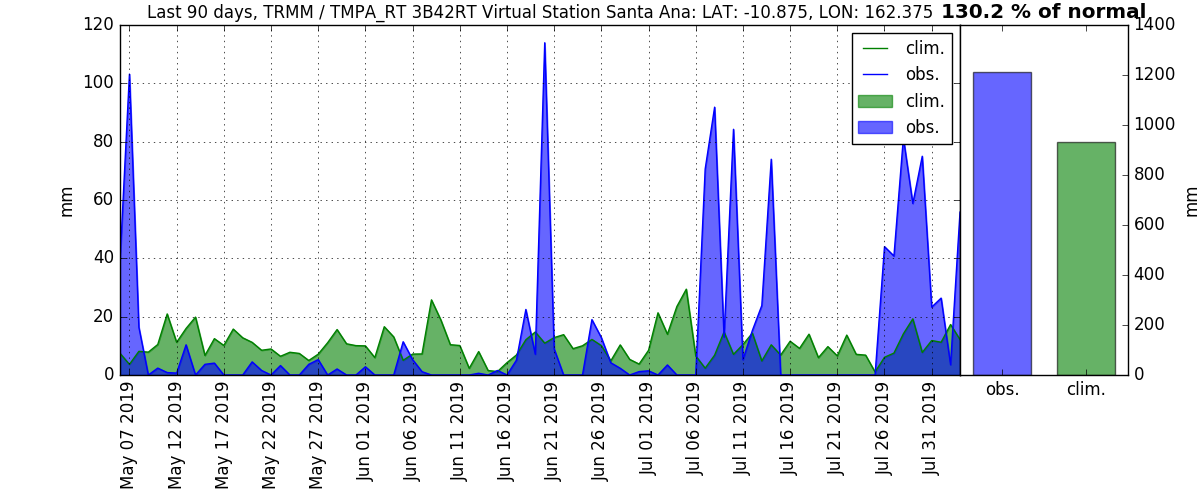 Last 90 days, TRMM / TMPA_RT 3B42RT Virtual Station Santa Ana: LAT: -10.875, LON: 162.375 130.2 % of normal
120
100
80
60
40
20
0
mm
clim.
obs.
clim.
obs.
1400
1200
1000
800
600
400
200
0
mm
May 07 2019
May 12 2019
May 17 2019
May 22 2019
May 27 2019
Jun 01 2019
Jun 06 2019
Jun 11 2019
Jun 16 2019
Jun 21 2019
Jun 26 2019
Jul 01 2019
Jul 06 2019
Jul 11 2019
Jul 16 2019
Jul 21 2019
Jul 26 2019
Jul 31 2019
obs.
clim.